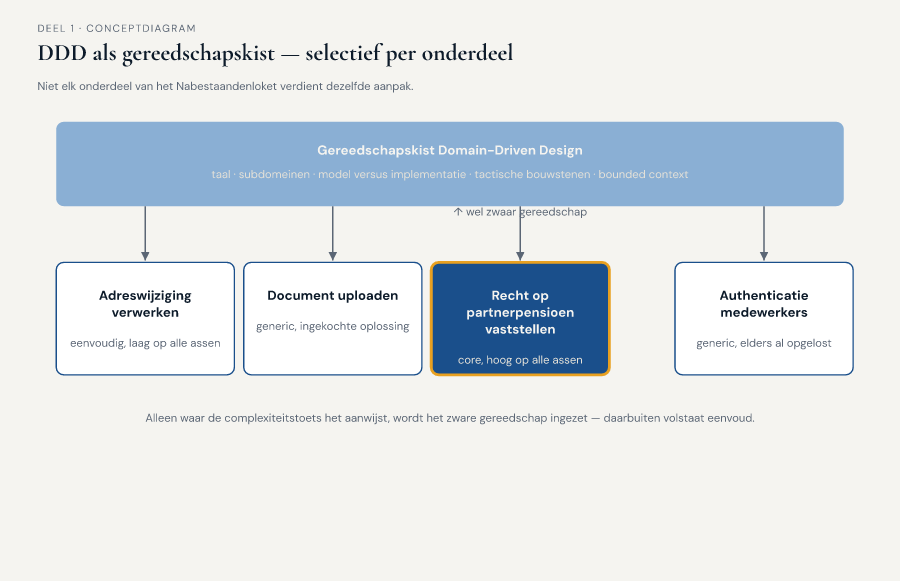 DEEL 1 · CONCEPTDIAGRAM
DDD als gereedschapskist — selectief per onderdeel
Niet elk onderdeel van het Nabestaandenloket verdient dezelfde aanpak.
Gereedschapskist Domain-Driven Design
taal · subdomeinen · model versus implementatie · tactische bouwstenen · bounded context
↑ wel zwaar gereedschap
Adreswijziging
verwerken
eenvoudig, laag op alle assen
Document uploaden
generic, ingekochte oplossing
Recht op
partnerpensioen
vaststellen
core, hoog op alle assen
Authenticatie
medewerkers
generic, elders al opgelost
Alleen waar de complexiteitstoets het aanwijst, wordt het zware gereedschap ingezet — daarbuiten volstaat eenvoud.